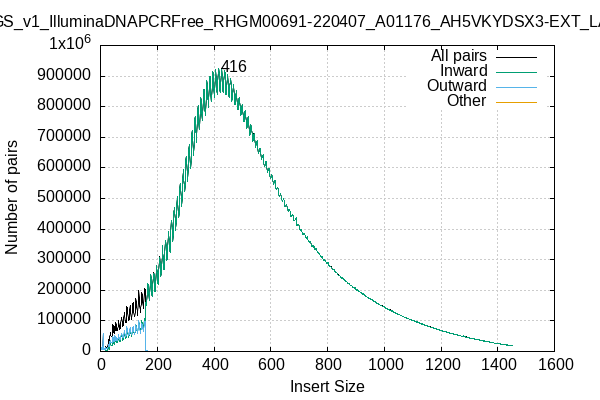 GS_v1_IlluminaDNAPCRFree_RHGM00691-220407_A01176_AH5VKYDSX3-EXT_LA
1x10^6
900000
800000
700000
600000
500000
400000
300000
200000
100000
0
Number of pairs
416
All pairs
Inward
Outward
Other
0 200 400 600 800 1000 1200 1400 1600
Insert Size